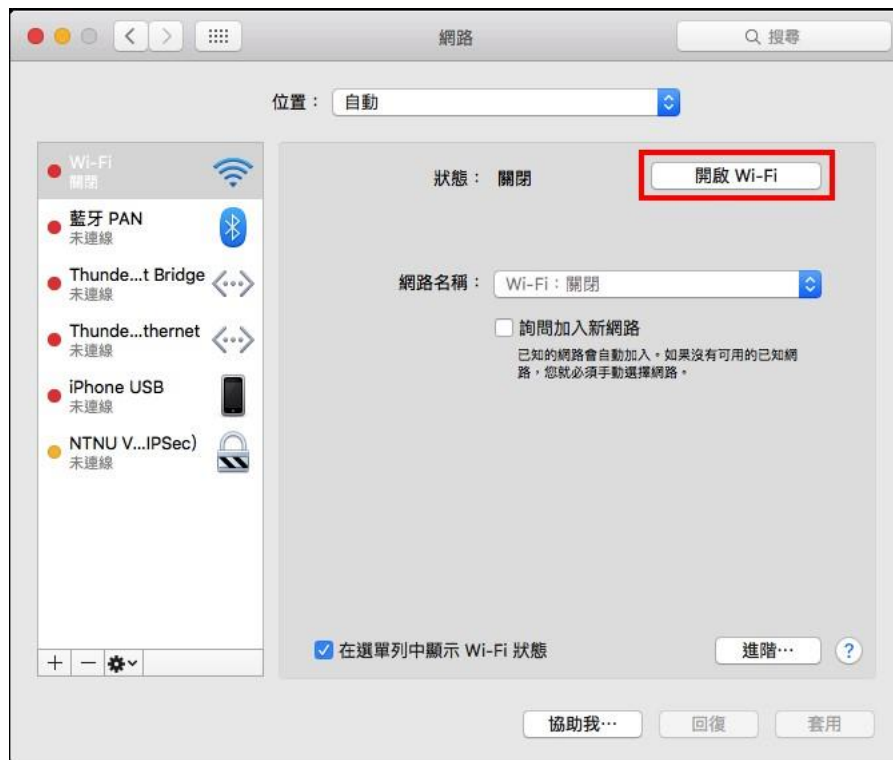 網路
搜尋
位置： 自動
Wi-Fi
關閉
藍牙 PAN
未連線
Thunde...t Bridge
未連線
Thunde...thernet
未連線
iPhone USB
未連線
NTNU V...IPSec)
未連線
狀態： 關閉
開啟 Wi-Fi
網路名稱： Wi-Fi：關閉
詢問加入新網路
已知的網路會自動加入。如果沒有可用的已知網
路，您就必須手動選擇網路。
在選單列中顯示 Wi-Fi 狀態
進階⋯
?
協助我⋯
回復
套用